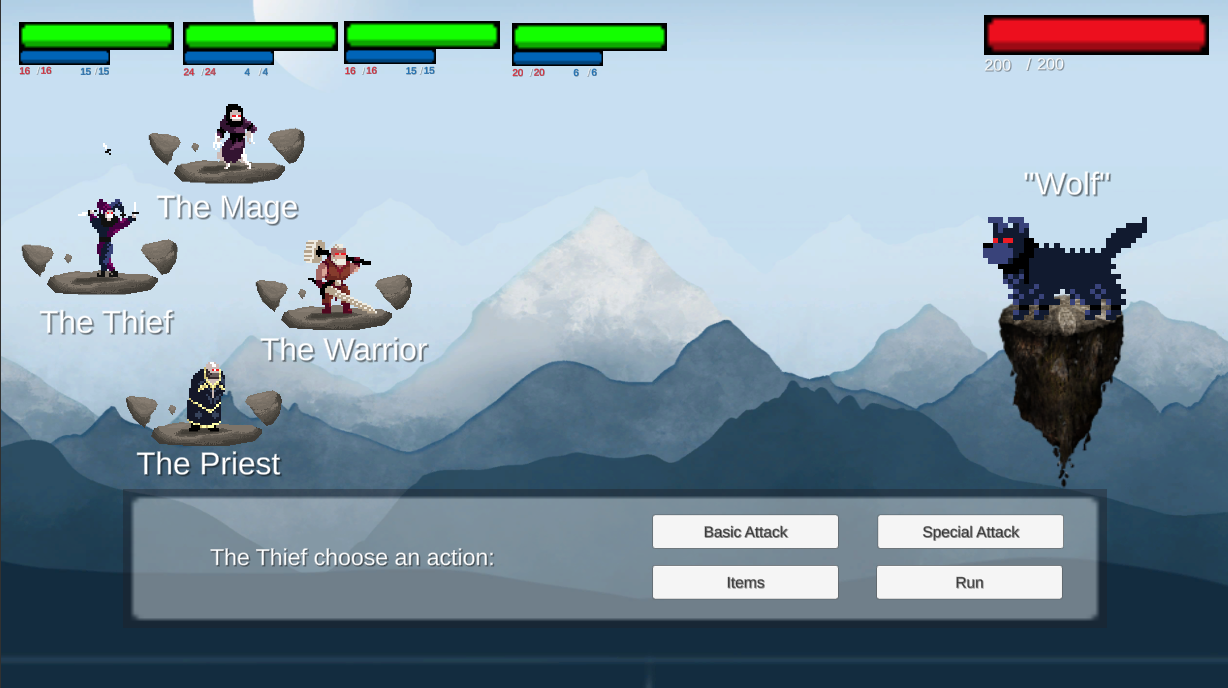 16 /16 15 /15
24 /24 4 /4
16 /16 15 /15
20 /20 6 /6
200 / 200
"Wolf"
The Mage
The Thief
The Warrior
The Priest
The Thief choose an action:
Basic Attack
Special Attack
Items
Run